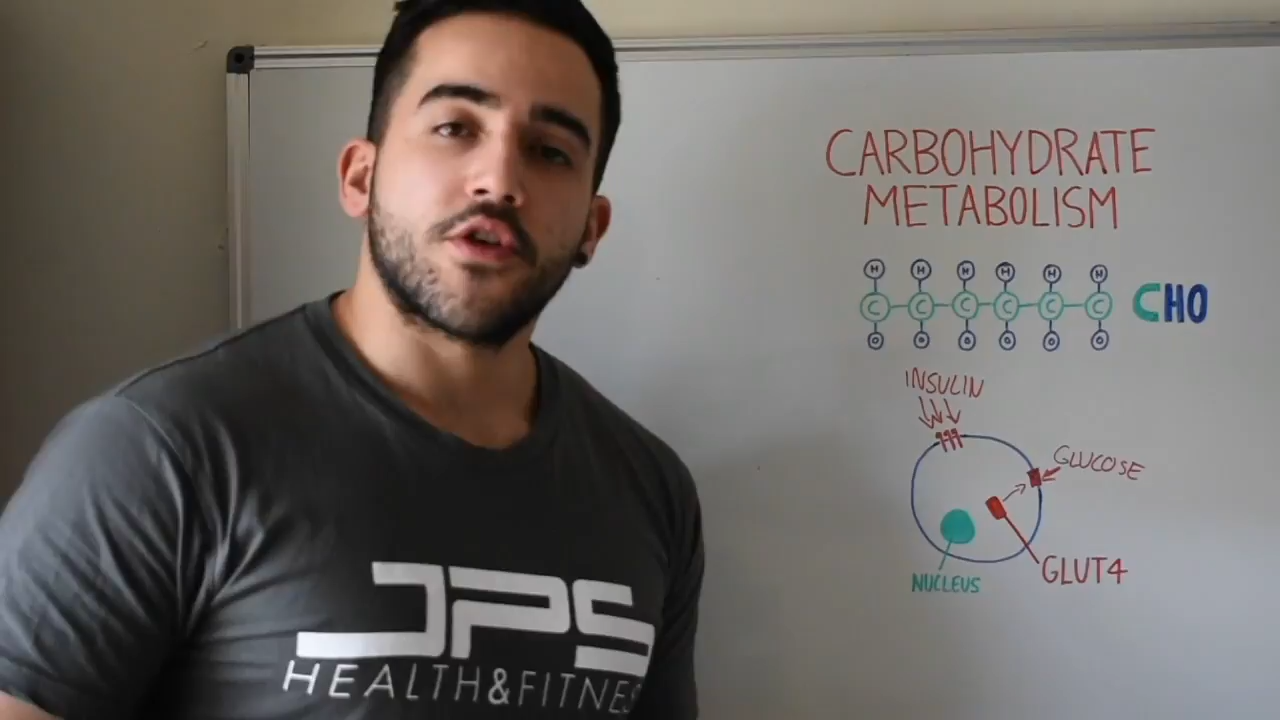 CARBOHYDRATE
METABOLISM
H H H H H H
C C C C C C CHO
O O O O O O
INSULIN
GLUCOSE
GLUT4
NUCLEUS
JPS
HEALTH&FITNES